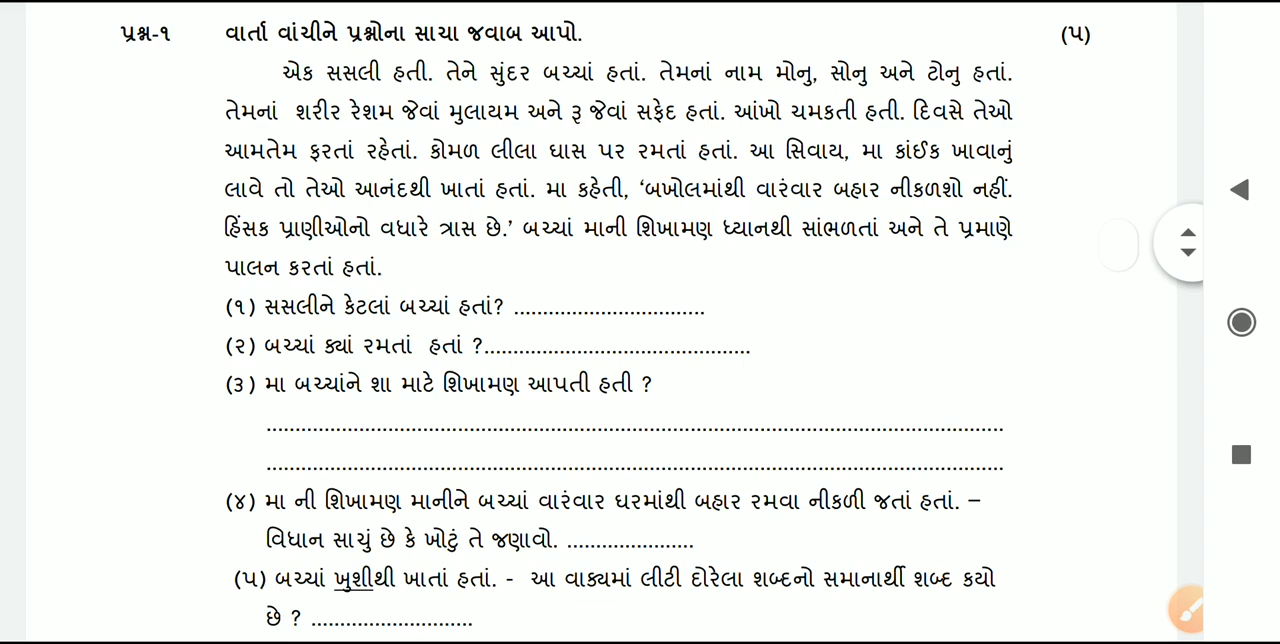 પ્રશ્ન-૧ વાર્તા વાંચીને પ્રશ્નોના સાચા જવાબ આપો. (૫)
એક સસલી હતી. તેને સુંદર બચ્ચાં હતાં. તેમનાં નામ મોનુ, સોનુ અને ટોનુ હતાં.
તેમનાં શરીર રેશમ જેવાં મુલાયમ અને રૂ જેવાં સફેદ હતાં. આંખો ચમકતી હતી. દિવસે તેઓ
આમતેમ ફરતાં રહેતાં. કોમળ લીલા ઘાસ પર રમતાં હતાં. આ સિવાય, મા કાંઈક ખાવાનું
લાવે તો તેઓ આનંદથી ખાતાં હતાં. મા કહેતી, ‘બખોલમાંથી વારંવાર બહાર નીકળશો નહીં.
હિંસક પ્રાણીઓનો વધારે ત્રાસ છે.’ બચ્ચાં માની શિખામણ ધ્યાનથી સાંભળતાં અને તે પ્રમાણે
પાલન કરતાં હતાં.
(૧) સસલીને કેટલાં બચ્ચાં હતાં? .................................
(૨) બચ્ચાં ક્યાં રમતાં હતાં ?..............................................
(૩) મા બચ્ચાંને શા માટે શિખામણ આપતી હતી ?
................................................................................................................................
................................................................................................................................
(૪) મા ની શિખામણ માનીને બચ્ચાં વારંવાર ઘરમાંથી બહાર રમવા નીકળી જતાં હતાં. –
વિધાન સાચું છે કે ખોટું તે જણાવો. ......................
(૫) બચ્ચાં ખુશીથી ખાતાં હતાં. - આ વાક્યમાં લીટી દોરેલા શબ્દનો સમાનાર્થી શબ્દ કયો
છે ? ............................